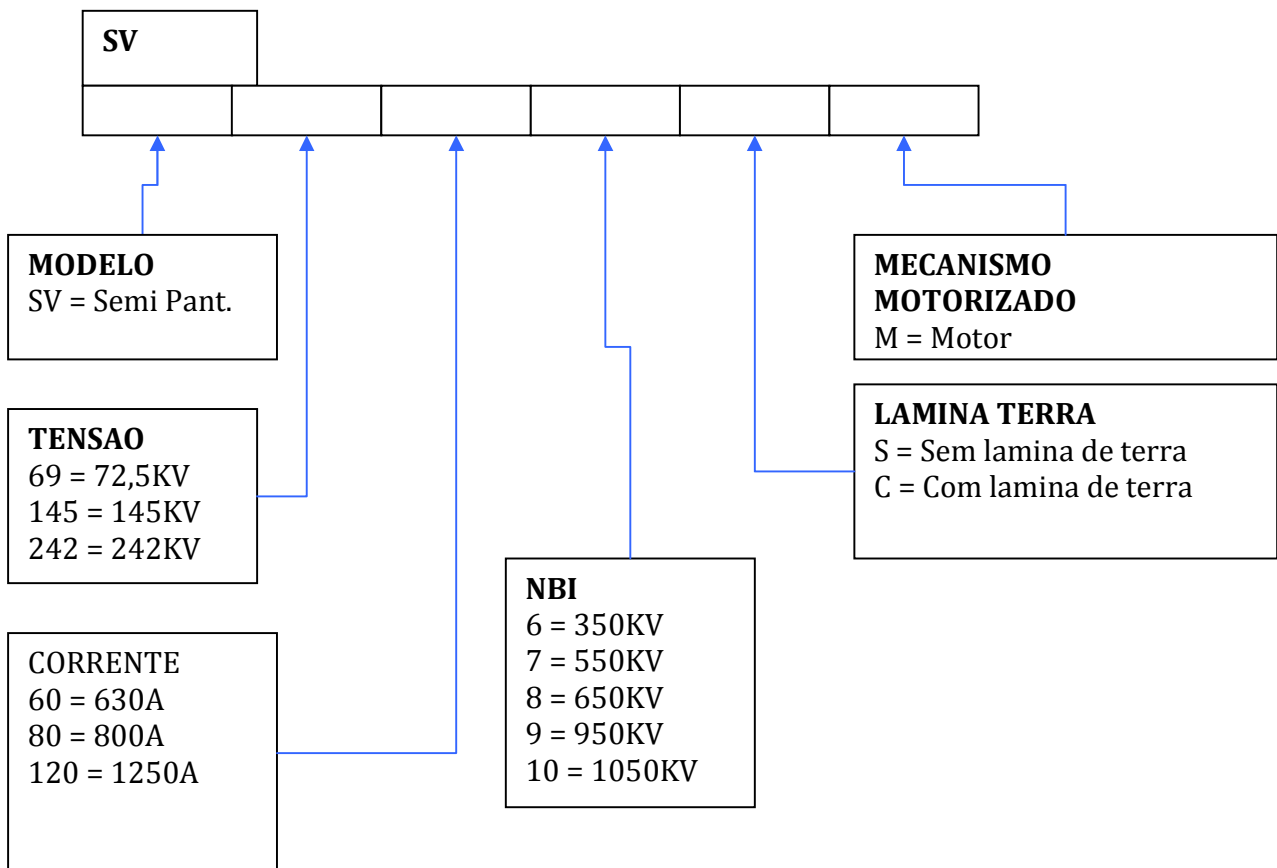 SV
MODELO
SV = Semi Pant.
MECANISMO
MOTORIZADO
M = Motor
TENSAO
69 = 72,5KV
145 = 145KV
242 = 242KV
LAMINA TERRA
S = Sem lamina de terra
C = Com lamina de terra
CORRENTE
60 = 630A
80 = 800A
120 = 1250A
NBI
6 = 350KV
7 = 550KV
8 = 650KV
9 = 950KV
10 = 1050KV